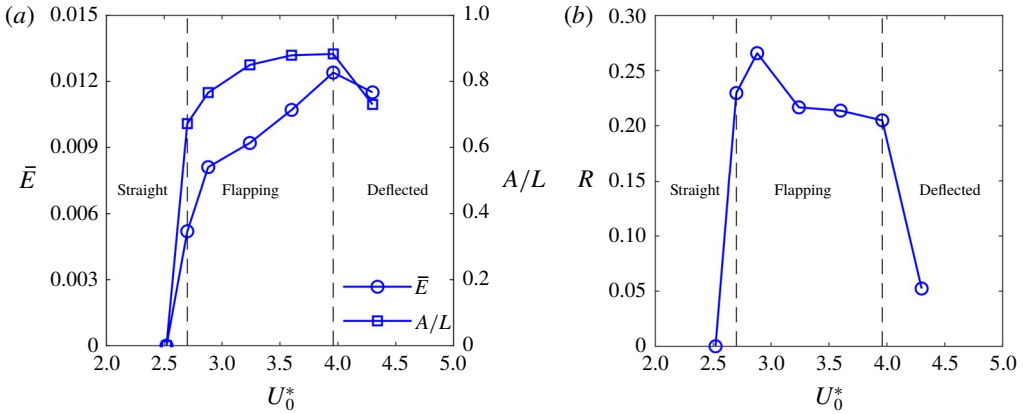 (a)
0.015
0.012
0.009
0.006
0.003
0
Ē
1.0
0.8
0.6
0.4
0.2
0
A/L
Straight
Flapping
Deflected
Ē
A/L
2.0 2.5 3.0 3.5 4.0 4.5 5.0
U₀*
(b)
0.30
0.25
0.20
0.15
0.10
0.05
0
R
Straight
Flapping
Deflected
2.0 2.5 3.0 3.5 4.0 4.5 5.0
U₀*